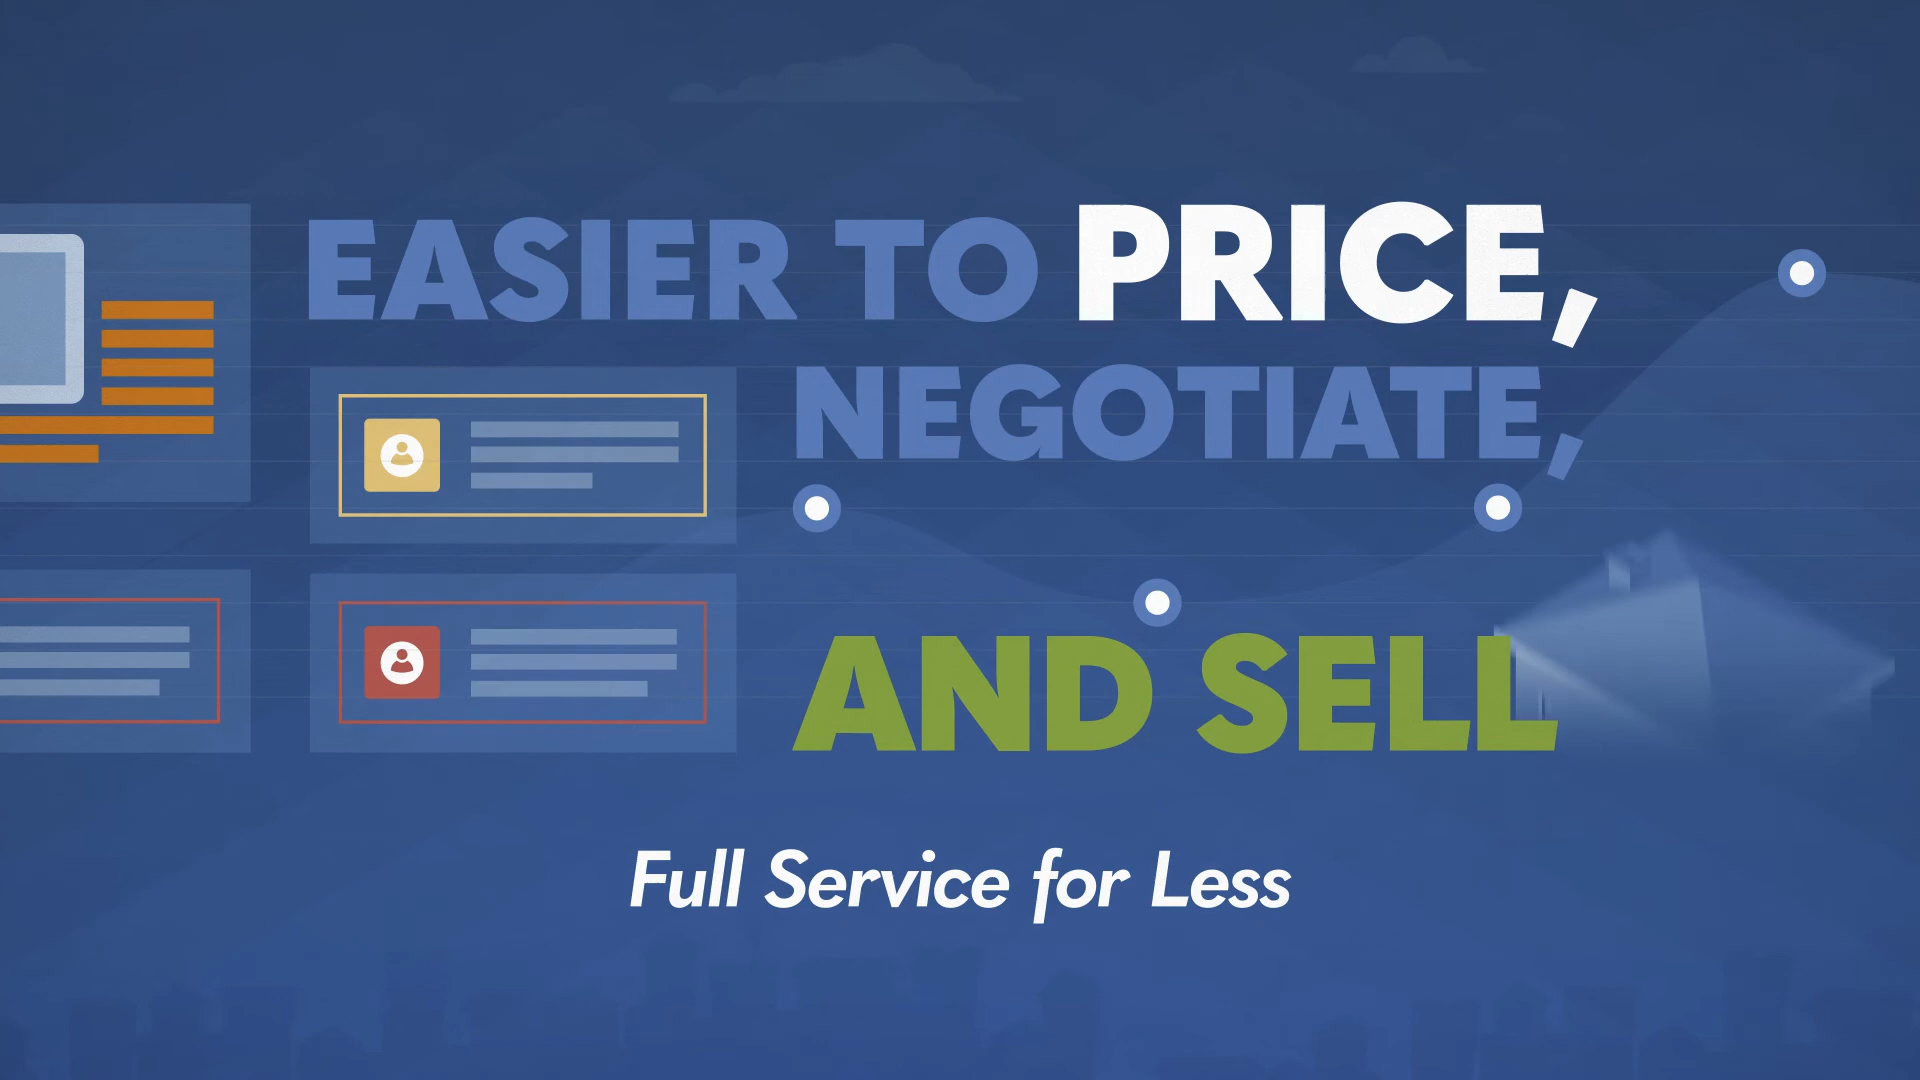 EASIER TO PRICE,
NEGOTIATE,
AND SELL
Full Service for Less